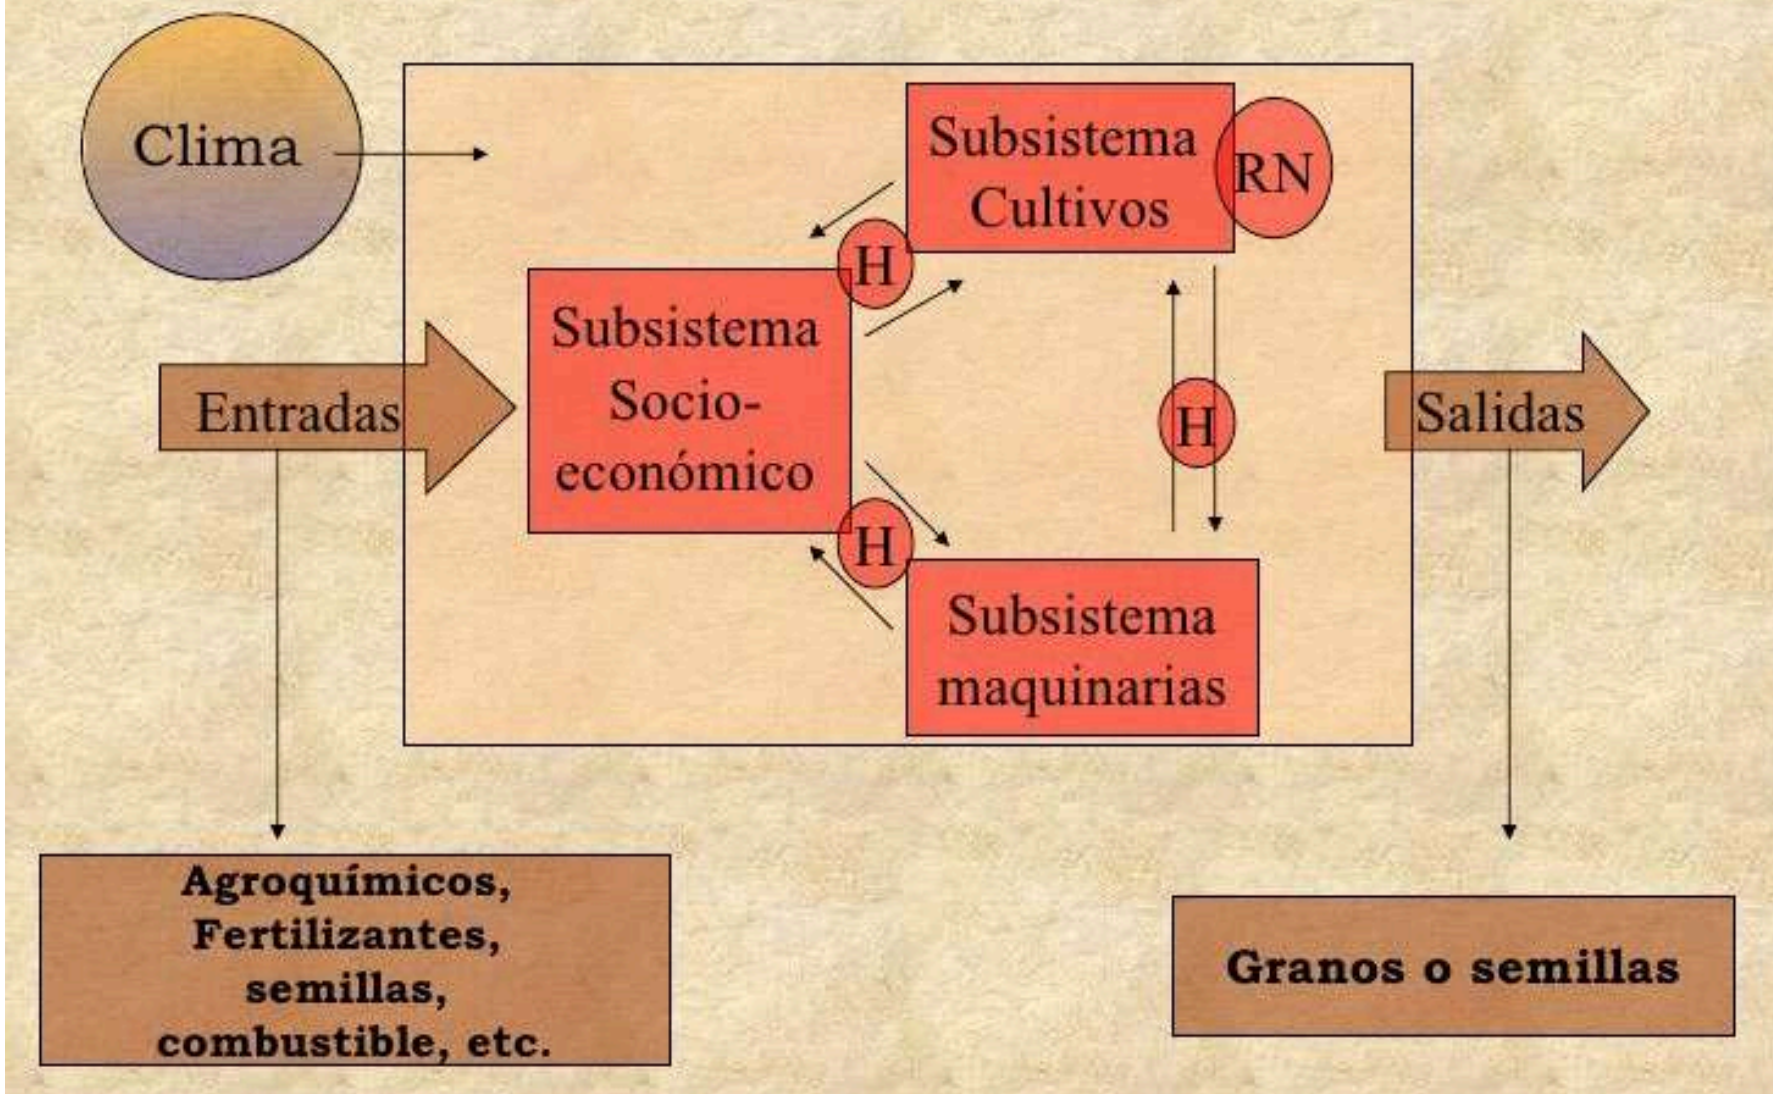 Clima
Subsistema
Cultivos
RN
H
Subsistema
Socio-
económico
Entradas
H
Salidas
H
Subsistema
maquinarias
Agroquímicos,
Fertilizantes,
semillas,
combustible, etc.
Granos o semillas